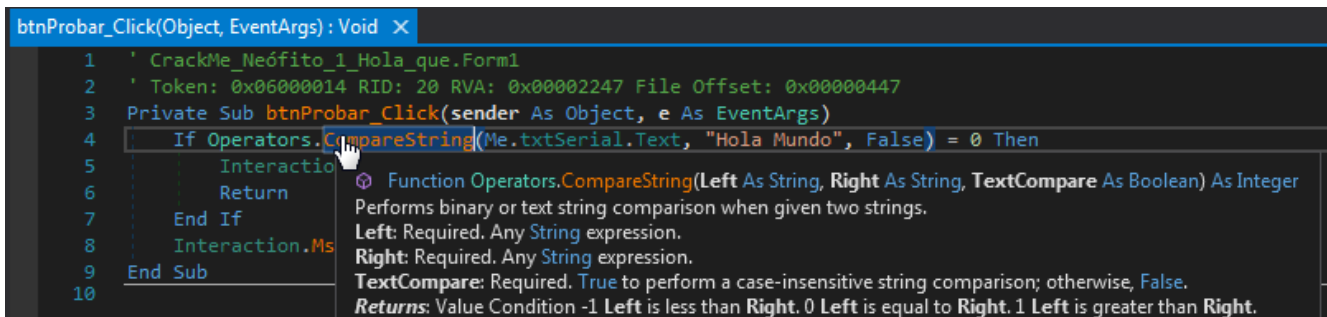 btnProbar_Click(Object, EventArgs) : Void ×
1 ' CrackMe_Neófito_1_Hola_que.Form1
2 ' Token: 0x06000014 RID: 20 RVA: 0x00002247 File Offset: 0x00000447
3 Private Sub btnProbar_Click(sender As Object, e As EventArgs)
4 If Operators.CompareString(Me.txtSerial.Text, "Hola Mundo", False) = 0 Then
5 Interactio
6 Return
7 End If
8 Interaction.Ms
9 End Sub
10
Function Operators.CompareString(Left As String, Right As String, TextCompare As Boolean) As Integer
Performs binary or text string comparison when given two strings.
Left: Required. Any String expression.
Right: Required. Any String expression.
TextCompare: Required. True to perform a case-insensitive string comparison; otherwise, False.
Returns: Value Condition -1 Left is less than Right. 0 Left is equal to Right. 1 Left is greater than Right.